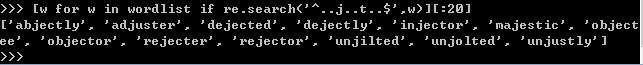 >>> [w for w in wordlist if re.search('^..j..t..$',w)][:20]
['abjectly', 'adjuster', 'dejected', 'dejectly', 'injector', 'majestic', 'object
ee', 'objector', 'rejecter', 'rejector', 'unjilted', 'unjolted', 'unjustly']
>>>